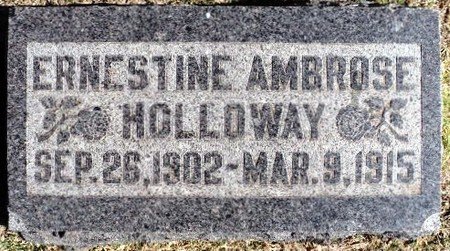 ERNESTINE AMBROSE
HOLLOWAY
SEP. 26, 1902 - MAR. 9, 1915